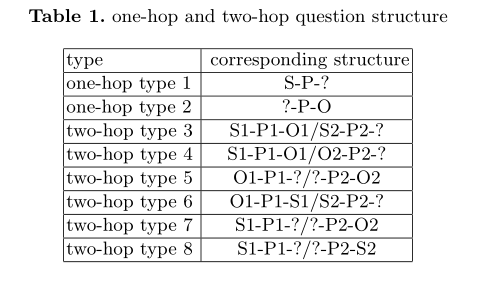 Table 1. one-hop and two-hop question structure
type corresponding structure
one-hop type 1 S-P-?
one-hop type 2 ?-P-O
two-hop type 3 S1-P1-O1/S2-P2-?
two-hop type 4 S1-P1-O1/O2-P2-?
two-hop type 5 O1-P1-?/?-P2-O2
two-hop type 6 O1-P1-S1/S2-P2-?
two-hop type 7 S1-P1-?/?-P2-O2
two-hop type 8 S1-P1-?/?-P2-S2